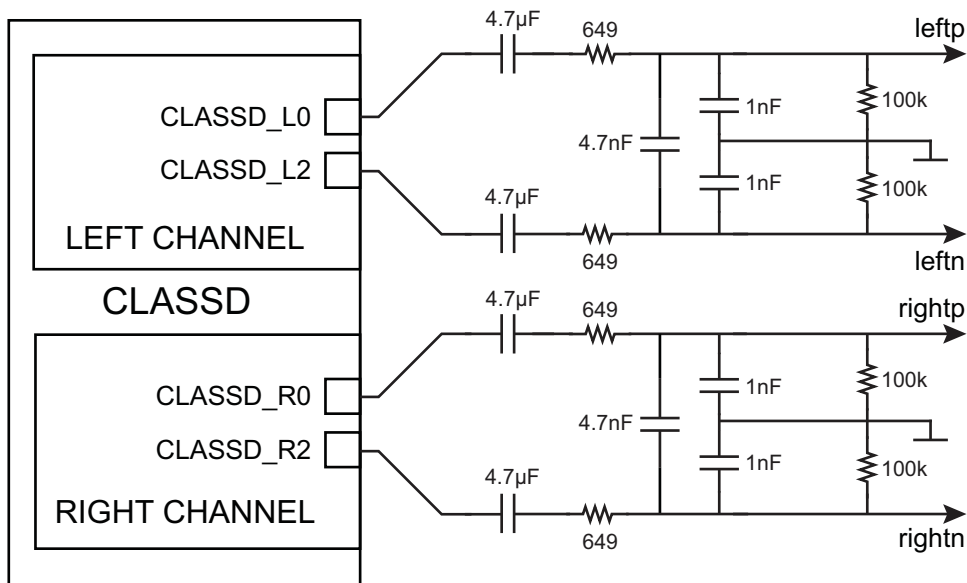 4.7µF
649
leftp
CLASSD_L0
1nF
100k
4.7nF
CLASSD_L2
4.7µF
1nF
100k
LEFT CHANNEL
649
leftn
CLASSD
4.7µF
649
rightp
CLASSD_R0
1nF
100k
4.7nF
CLASSD_R2
4.7µF
1nF
100k
RIGHT CHANNEL
649
rightn